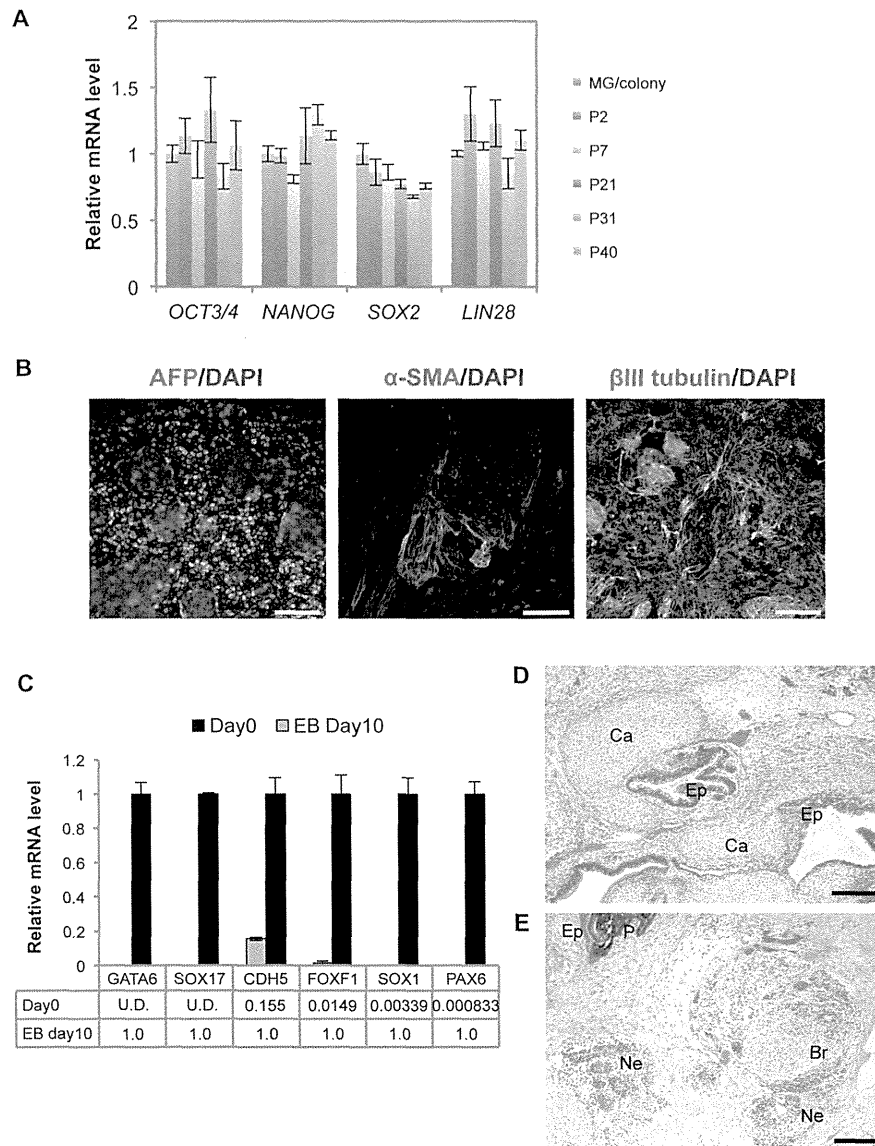 A
Relative mRNA level
2
1.5
1
0.5
0
OCT3/4 NANOG SOX2 LIN28
MG/colony
P2
P7
P21
P31
P40
B
AFP/DAPI α-SMA/DAPI βIII tubulin/DAPI
C
Day0 EB Day10
Relative mRNA level
1.2
1
0.8
0.6
0.4
0.2
0
GATA6 SOX17 CDH5 FOXF1 SOX1 PAX6
Day0 U.D. U.D. 0.155 0.0149 0.00339 0.000833
EB day10 1.0 1.0 1.0 1.0 1.0 1.0
D
Ca
Ep
Ep
Ca
E
Ep P
Ne
Br
Ne